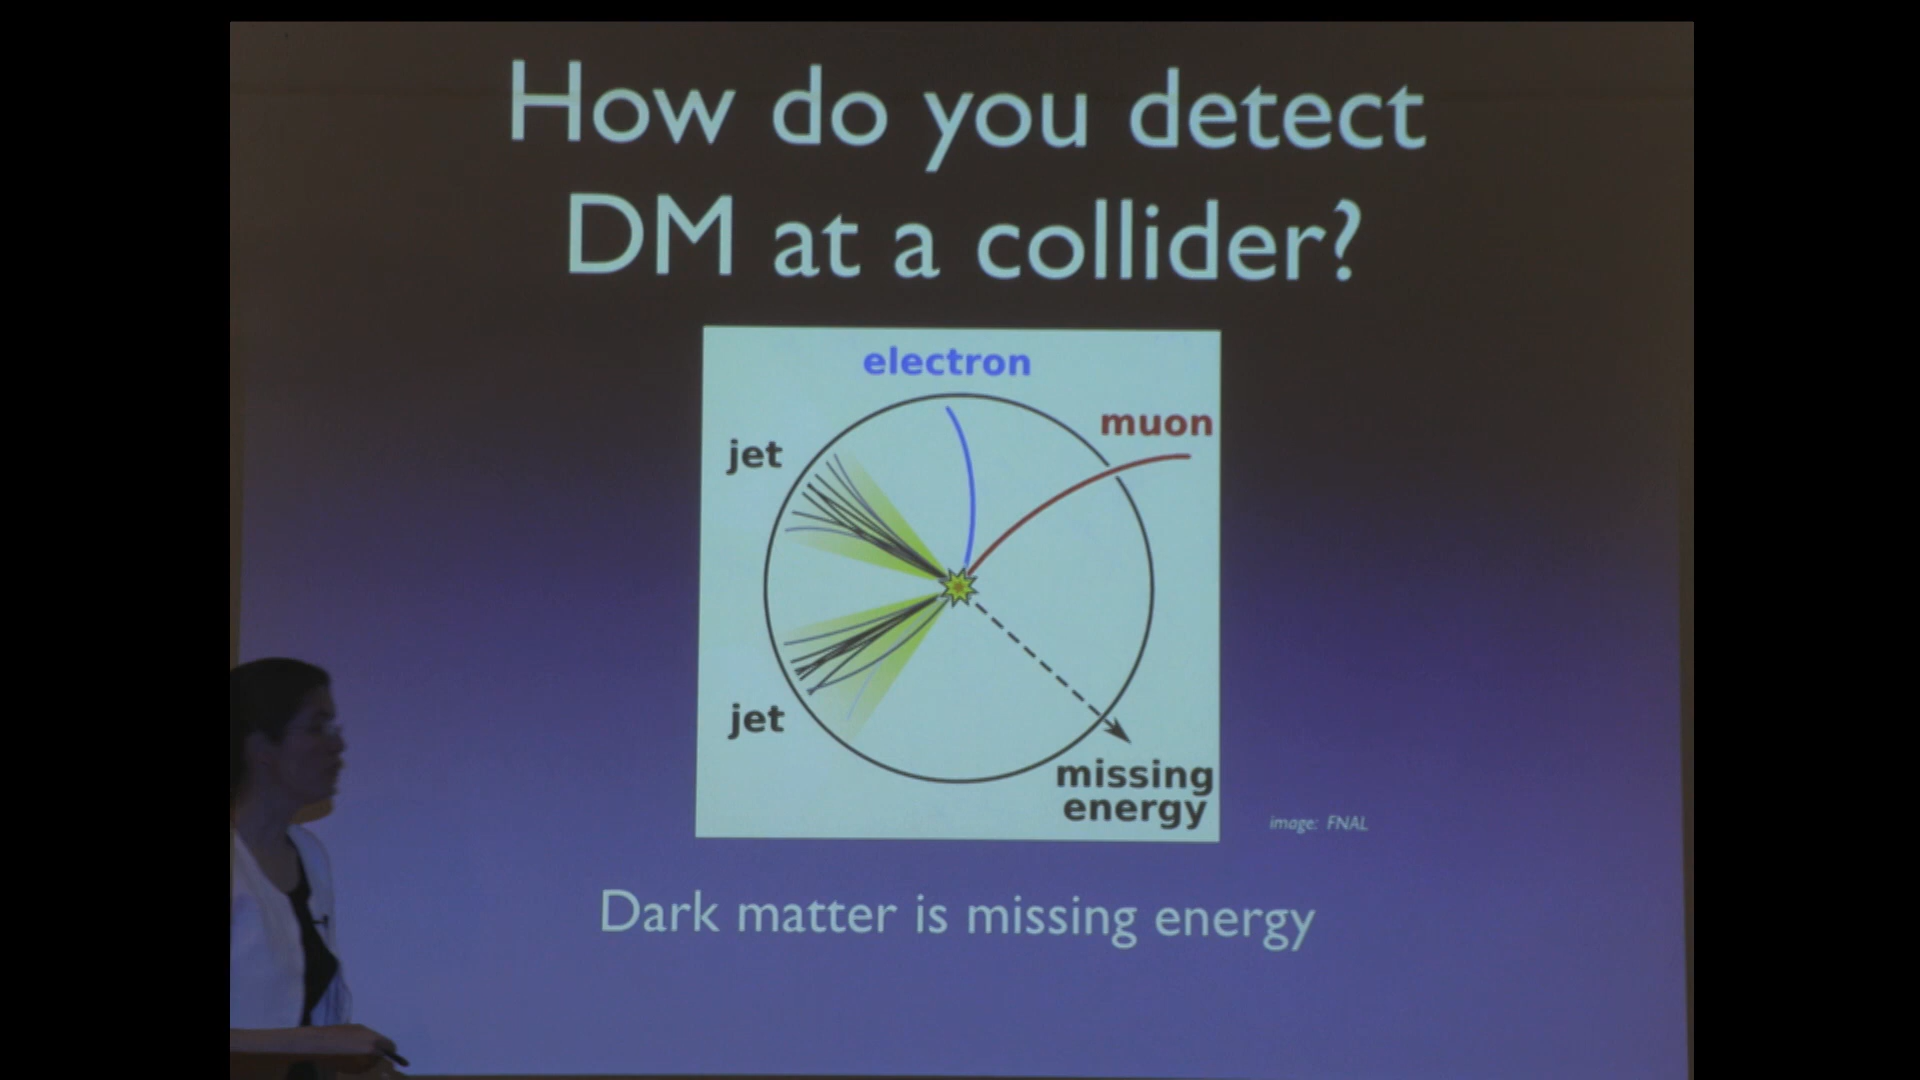 How do you detect
DM at a collider?
electron
muon
jet
jet
missing
energy
image: FNAL
Dark matter is missing energy